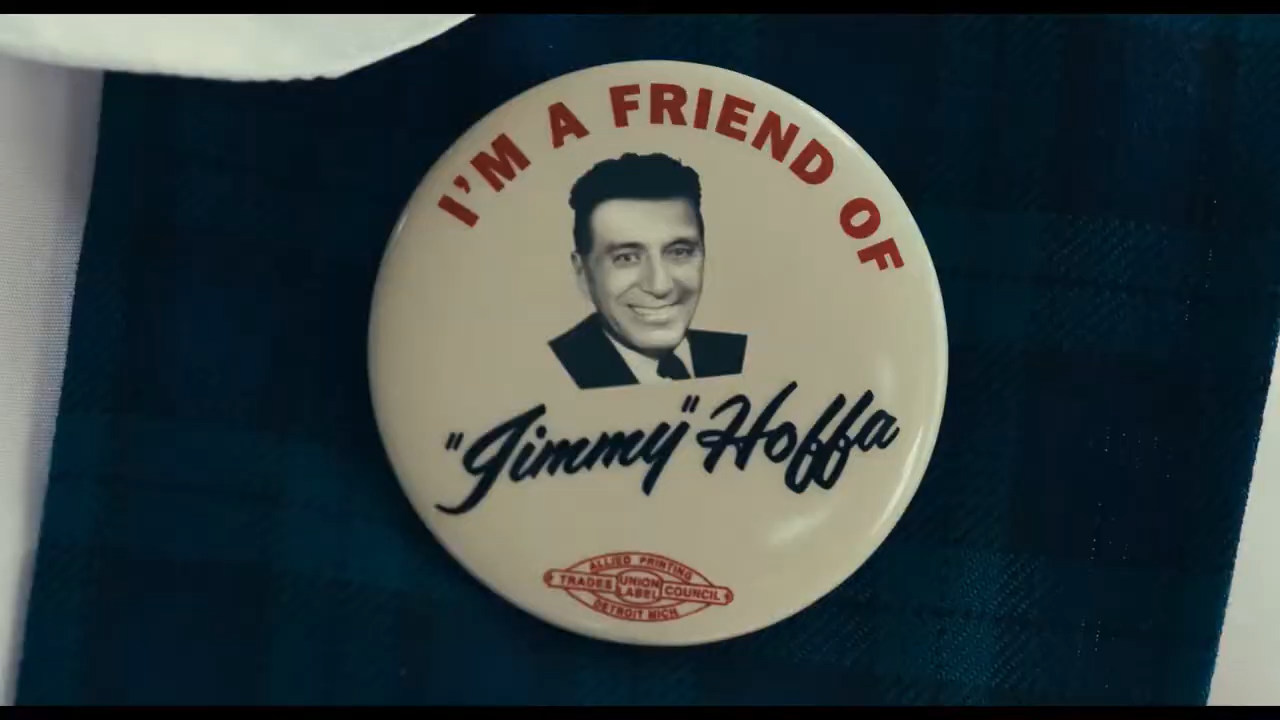 I'M A FRIEND OF
"Jimmy" Hoffa
ALLIED PRINTING
TRADES UNION LABEL COUNCIL
DETROIT MICH